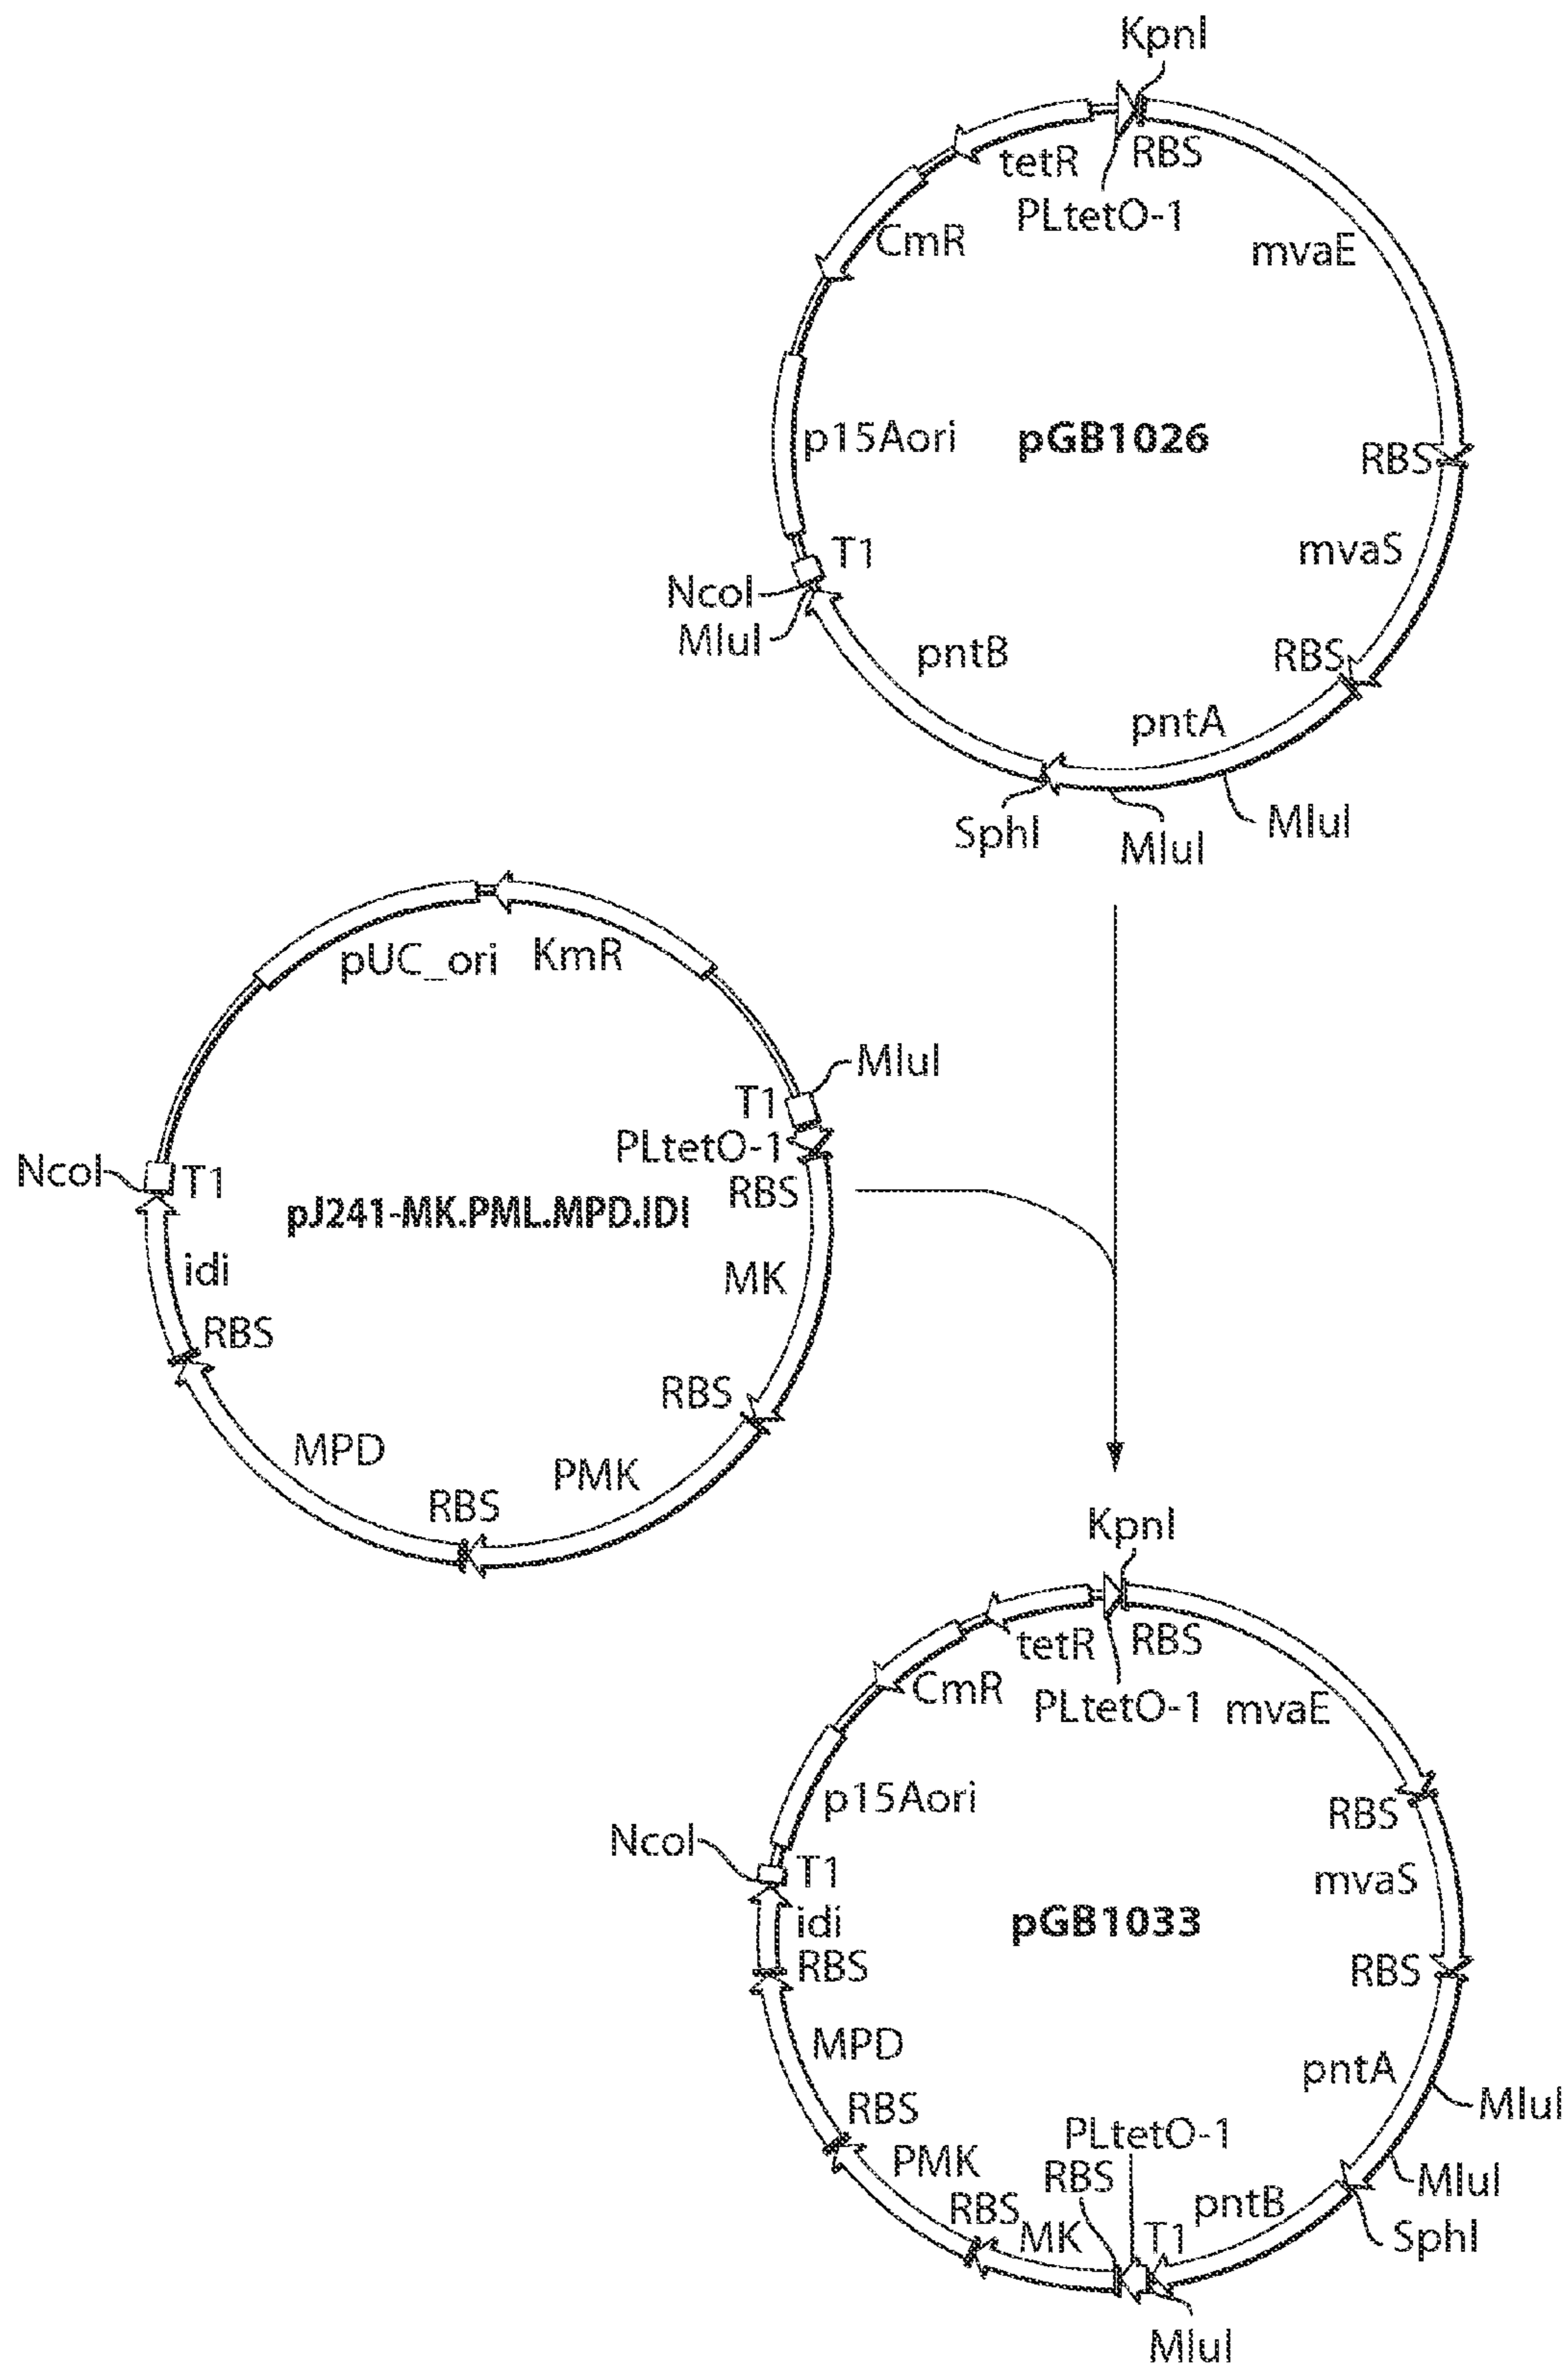 KpnI
RBS
tetR
PLtetO-1
CmR
mvaE
p15Aori
pGB1026
RBS
mvaS
T1
NcoI
MluI
RBS
pntB
pntA
MluI
SphI
MluI
pUC_ori
KmR
MluI
T1
PLtetO-1
NcoI
T1
RBS
pJ241-MK.PML.MPD.IDI
idi
MK
RBS
RBS
MPD
PMK
RBS
KpnI
tetR
RBS
CmR
PLtetO-1
mvaE
p15Aori
RBS
NcoI
T1
mvaS
idi
pGB1033
RBS
RBS
MPD
pntA
MluI
RBS
PLtetO-1
PMK
RBS
MluI
RBS
pntB
MK
T1
SphI
MluI